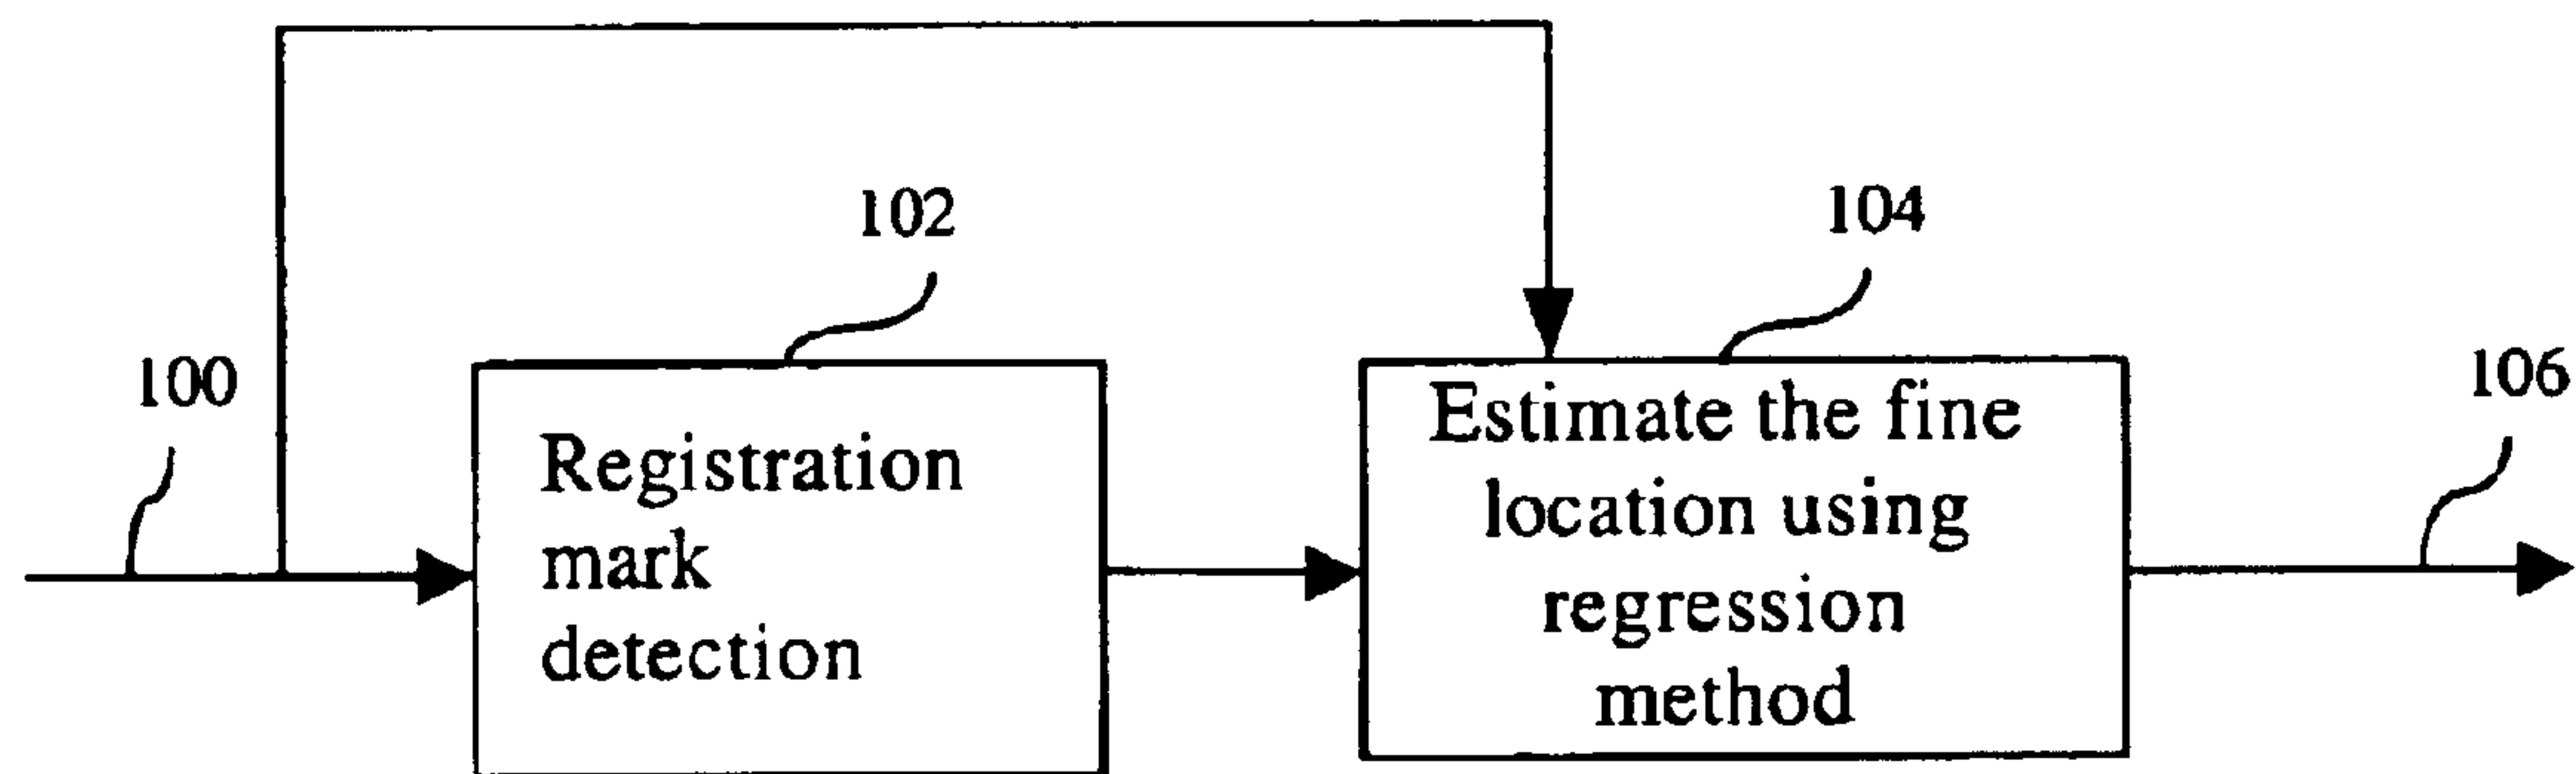 102
104
100
106
Registration
mark
detection
Estimate the fine
location using
regression
method